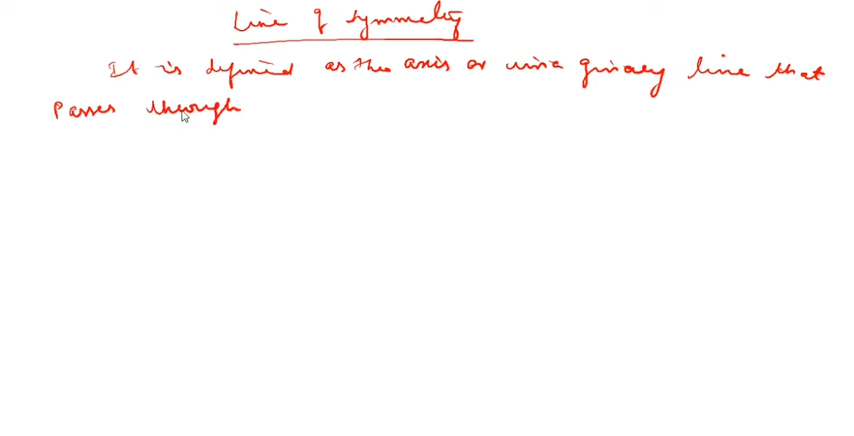 Line of symmetry
It is defined as the axis or imaginary line that
passes through